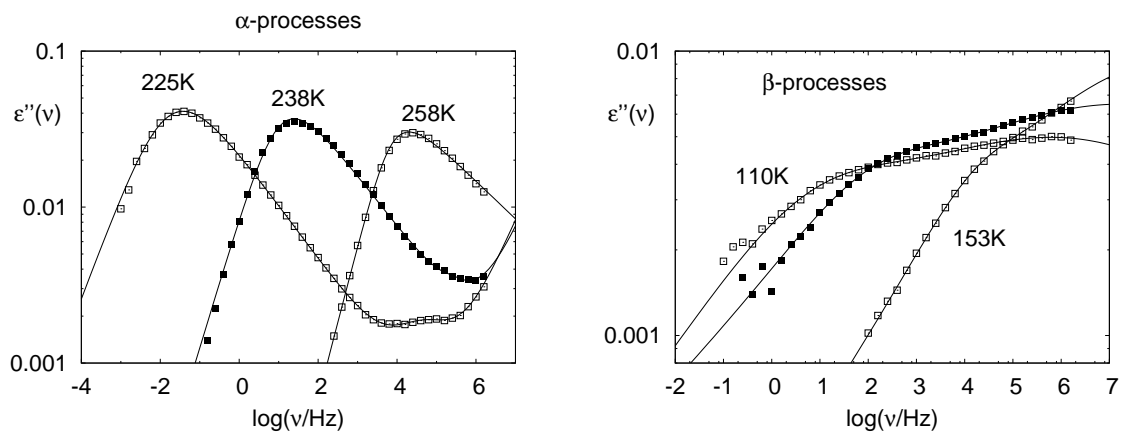 α-processes
0.1
0.01
0.001
ε''(ν)
225K
238K
258K
-4 -2 0 2 4 6
log(ν/Hz)
0.01
0.001
ε''(ν)
β-processes
110K
153K
-2 -1 0 1 2 3 4 5 6 7
log(ν/Hz)